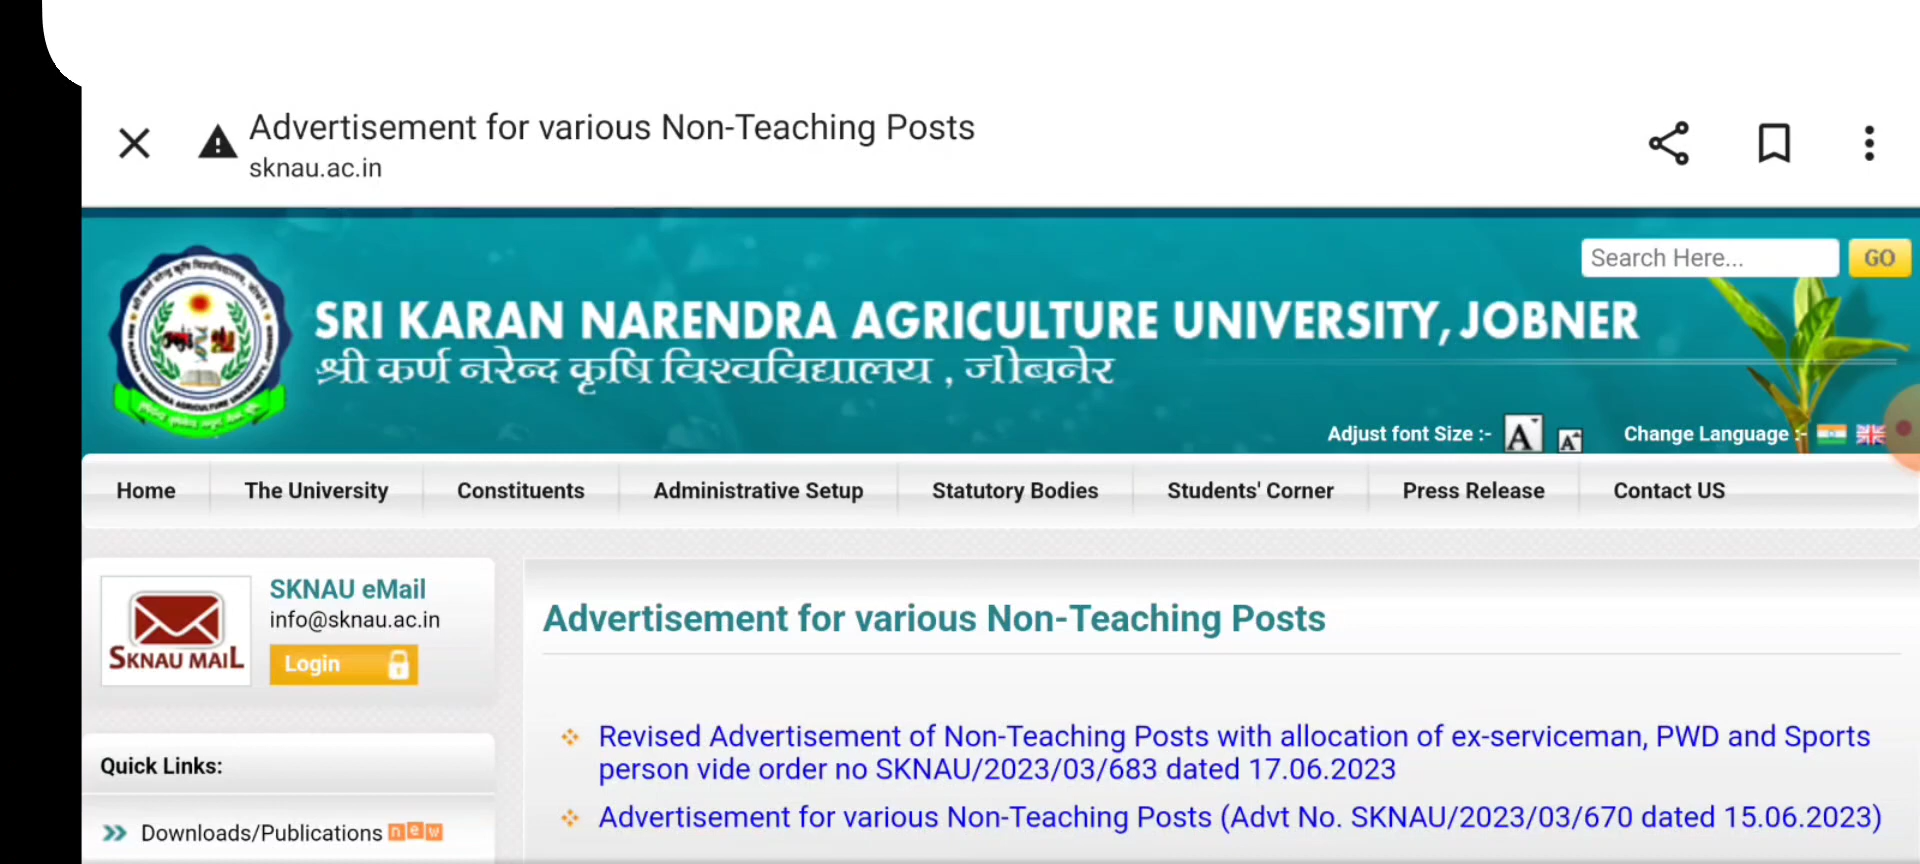 Advertisement for various Non-Teaching Posts
sknau.ac.in
Search Here...
GO
SRI KARAN NARENDRA AGRICULTURE UNIVERSITY, JOBNER
श्री कर्ण नरेन्द कृषि विश्वविद्यालय , जोबनेर
Adjust font Size :- A A Change Language :-
Home The University Constituents Administrative Setup Statutory Bodies Students' Corner Press Release Contact US
SKNAU eMail
info@sknau.ac.in
SKNAU MAIL
Login
Advertisement for various Non-Teaching Posts
Quick Links:
Downloads/Publications new
Revised Advertisement of Non-Teaching Posts with allocation of ex-serviceman, PWD and Sports
person vide order no SKNAU/2023/03/683 dated 17.06.2023
Advertisement for various Non-Teaching Posts (Advt No. SKNAU/2023/03/670 dated 15.06.2023)